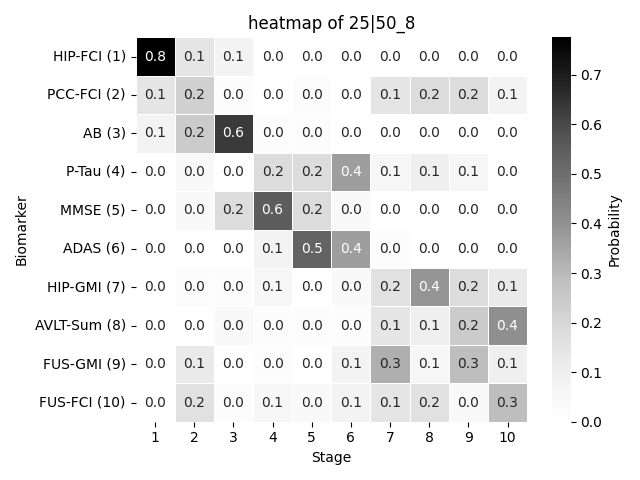 heatmap of 25|50_8
HIP-FCI (1) 0.8 0.1 0.1 0.0 0.0 0.0 0.0 0.0 0.0 0.0
PCC-FCI (2) 0.1 0.2 0.0 0.0 0.0 0.0 0.1 0.2 0.2 0.1
AB (3) 0.1 0.2 0.6 0.0 0.0 0.0 0.0 0.0 0.0 0.0
P-Tau (4) 0.0 0.0 0.0 0.2 0.2 0.4 0.1 0.1 0.1 0.0
MMSE (5) 0.0 0.0 0.2 0.6 0.2 0.0 0.0 0.0 0.0 0.0
ADAS (6) 0.0 0.0 0.0 0.1 0.5 0.4 0.0 0.0 0.0 0.0
HIP-GMI (7) 0.0 0.0 0.0 0.1 0.0 0.0 0.2 0.4 0.2 0.1
AVLT-Sum (8) 0.0 0.0 0.0 0.0 0.0 0.0 0.1 0.1 0.2 0.4
FUS-GMI (9) 0.0 0.1 0.0 0.0 0.0 0.1 0.3 0.1 0.3 0.1
FUS-FCI (10) 0.0 0.2 0.0 0.1 0.0 0.1 0.1 0.2 0.0 0.3
1 2 3 4 5 6 7 8 9 10
Stage
Biomarker
0.7
0.6
0.5
0.4
0.3
0.2
0.1
0.0
Probability